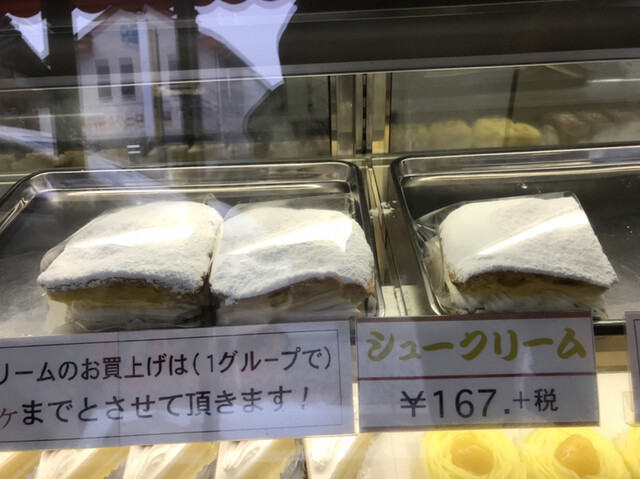 リームのお買上げは(1グループで)
ヶまでとさせて頂きます!
シュークリーム
¥167.+税